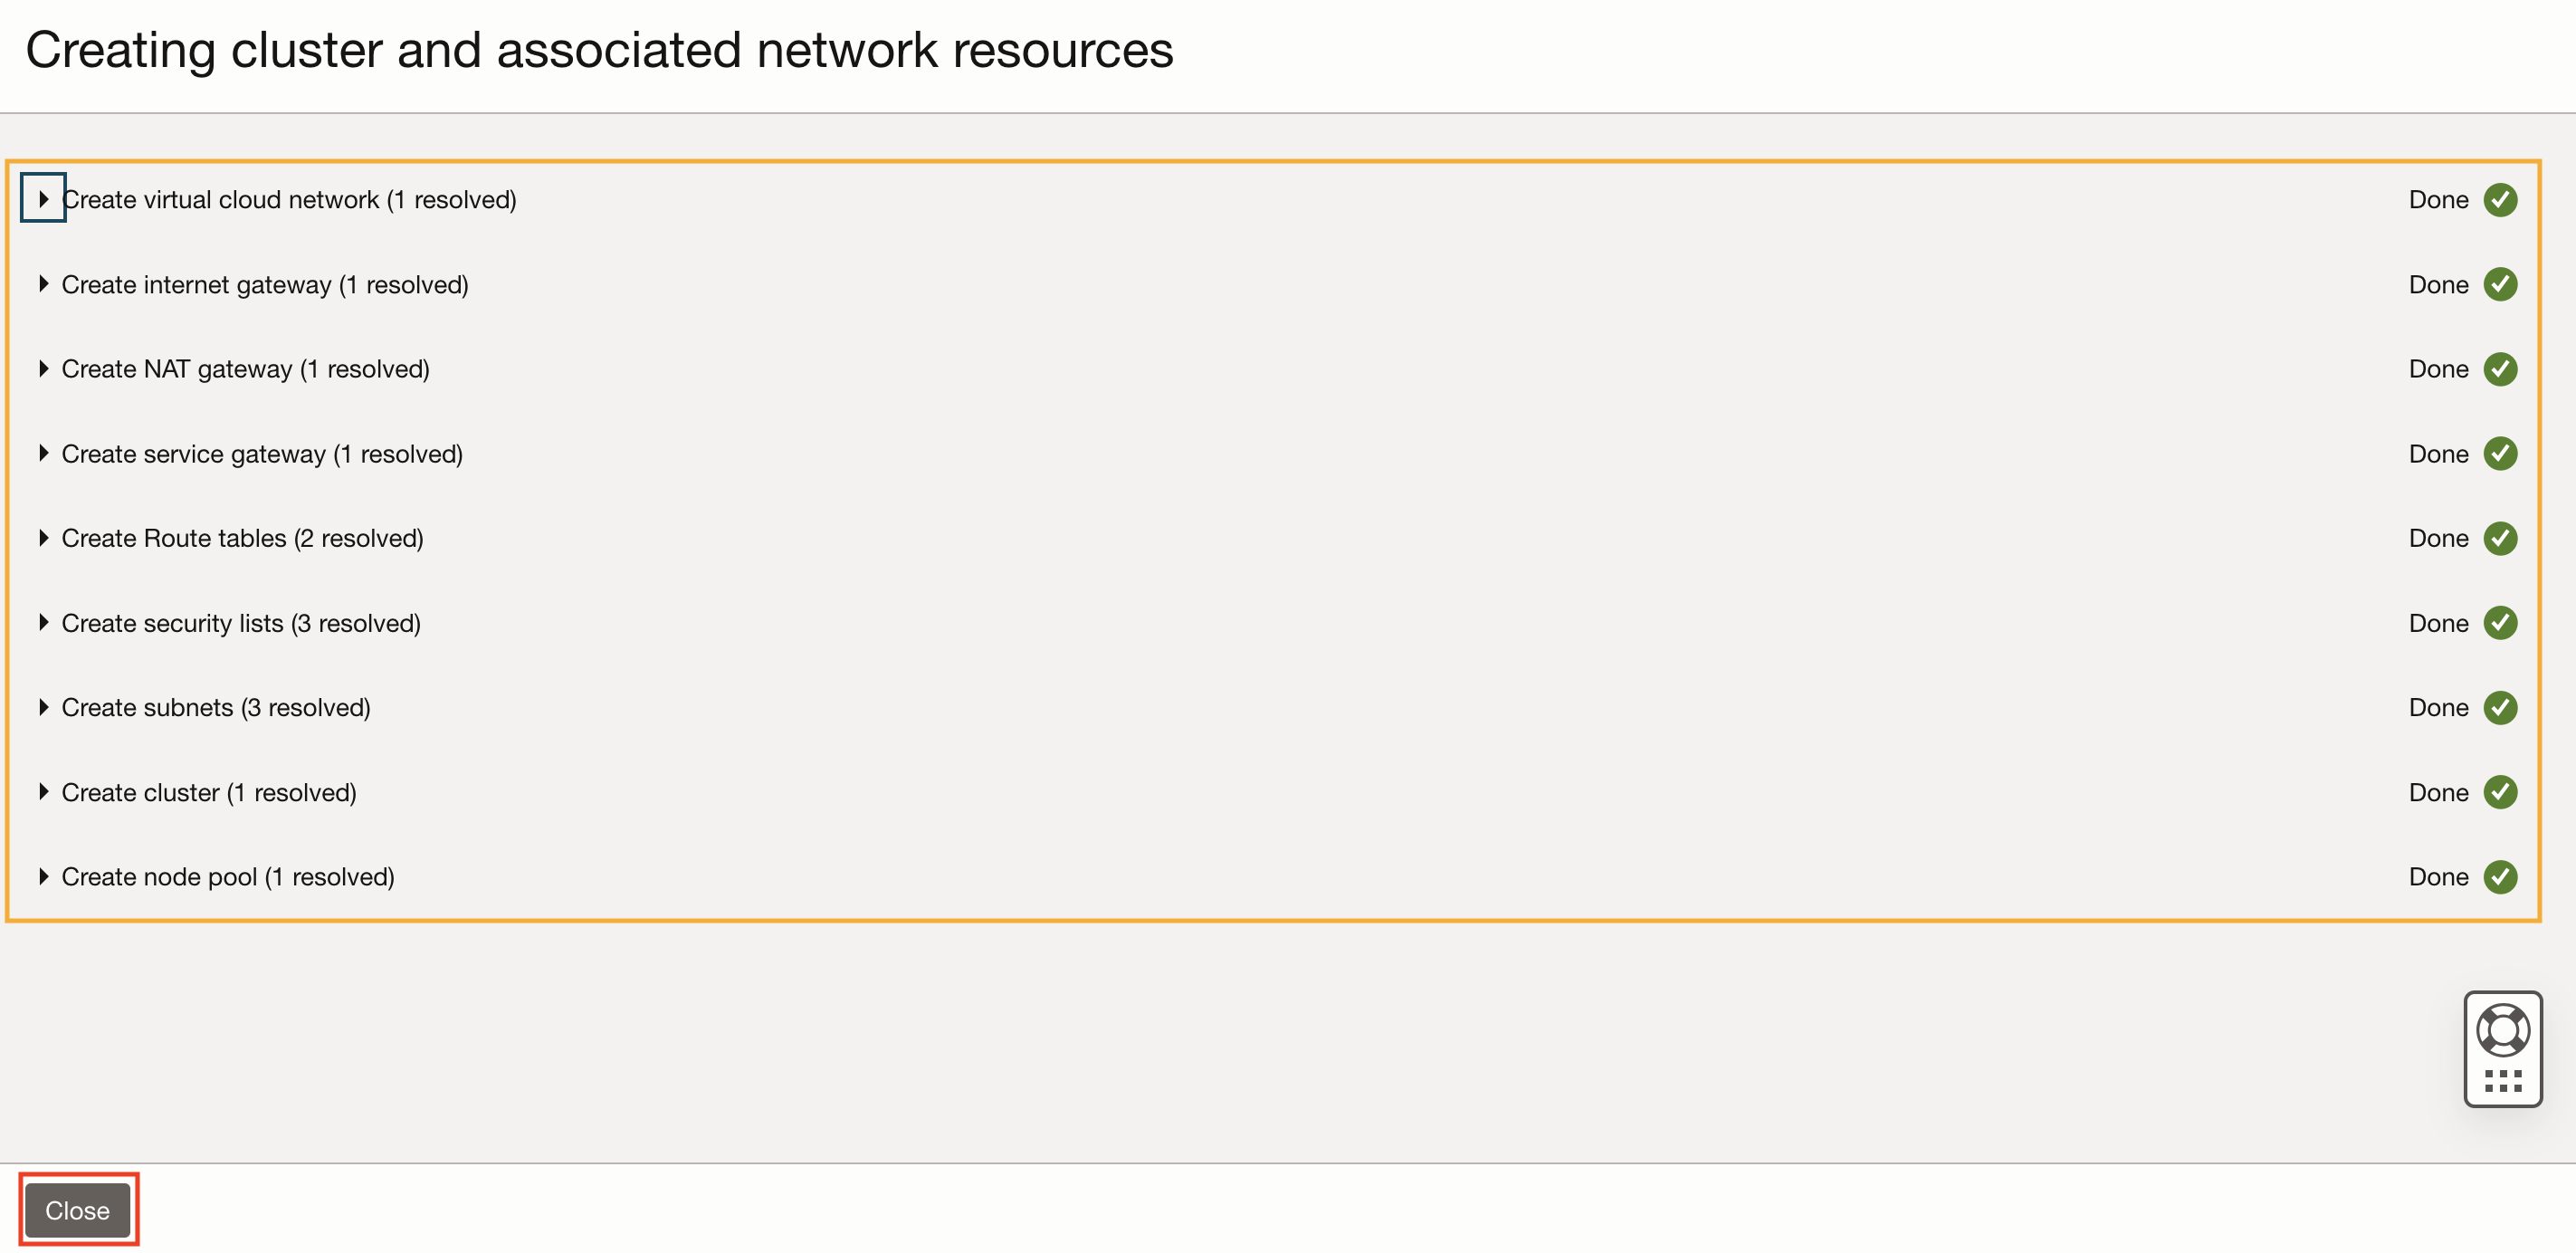 Creating cluster and associated network resources
Create virtual cloud network (1 resolved) Done
Create internet gateway (1 resolved) Done
Create NAT gateway (1 resolved) Done
Create service gateway (1 resolved) Done
Create Route tables (2 resolved) Done
Create security lists (3 resolved) Done
Create subnets (3 resolved) Done
Create cluster (1 resolved) Done
Create node pool (1 resolved) Done
Close